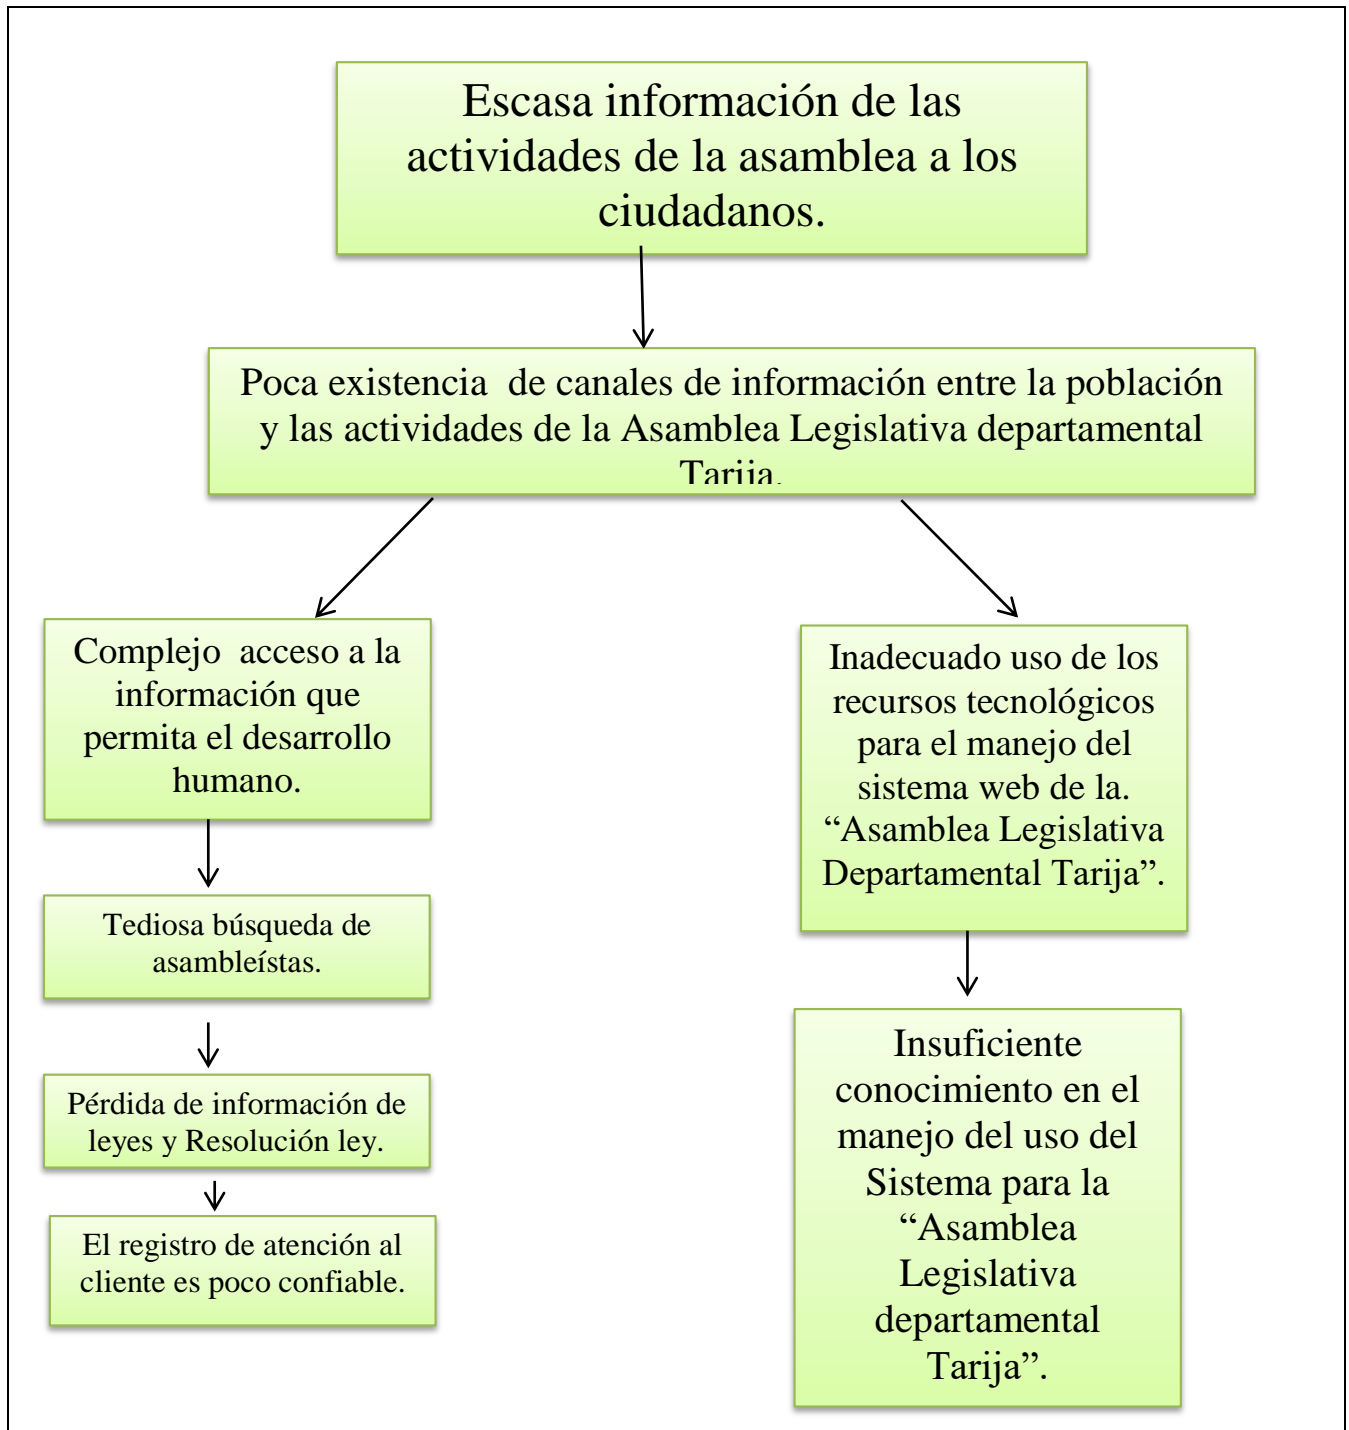 Escasa información de las
actividades de la asamblea a los
ciudadanos.
Poca existencia  de canales de información entre la población
y las actividades de la Asamblea Legislativa departamental
Tarija.
Complejo  acceso a la
información que
permita el desarrollo
humano.
Tediosa búsqueda de
asambleístas.
Pérdida de información de
leyes y Resolución ley.
El registro de atención al
cliente es poco confiable.
Inadecuado uso de los
recursos tecnológicos
para el manejo del
sistema web de la.
“Asamblea Legislativa
Departamental Tarija”.
Insuficiente
conocimiento en el
manejo del uso del
Sistema para la
“Asamblea
Legislativa
departamental
Tarija”.